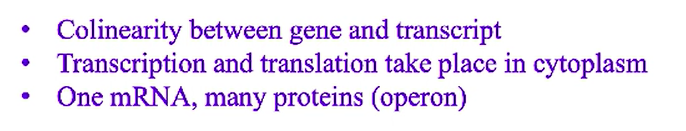 • Colinearity between gene and transcript
• Transcription and translation take place in cytoplasm
• One mRNA, many proteins (operon)